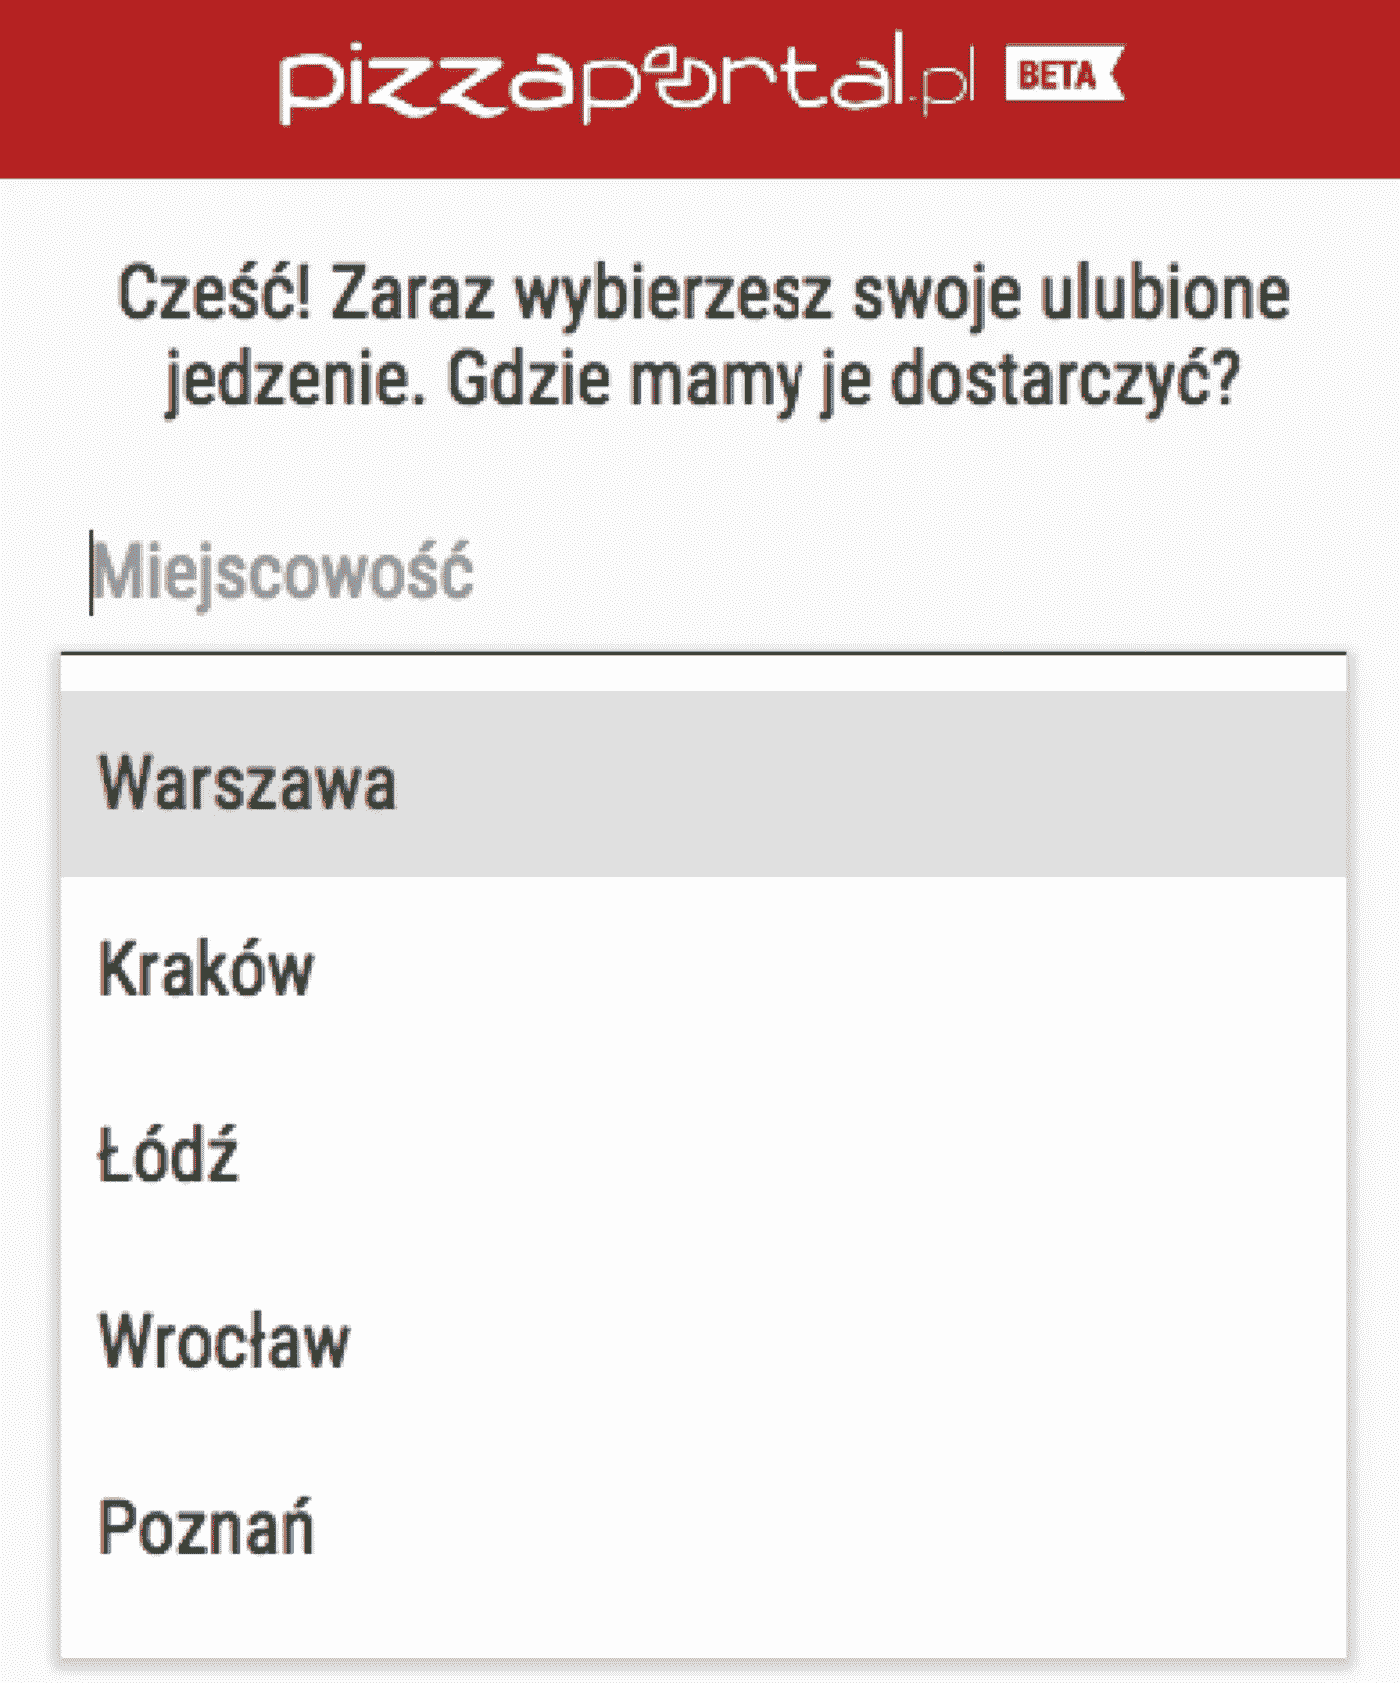 pizzaportal.pl BETA
Cześć! Zaraz wybierzesz swoje ulubione
jedzenie. Gdzie mamy je dostarczyć?
Miejscowość
Warszawa
Kraków
Łódź
Wrocław
Poznań